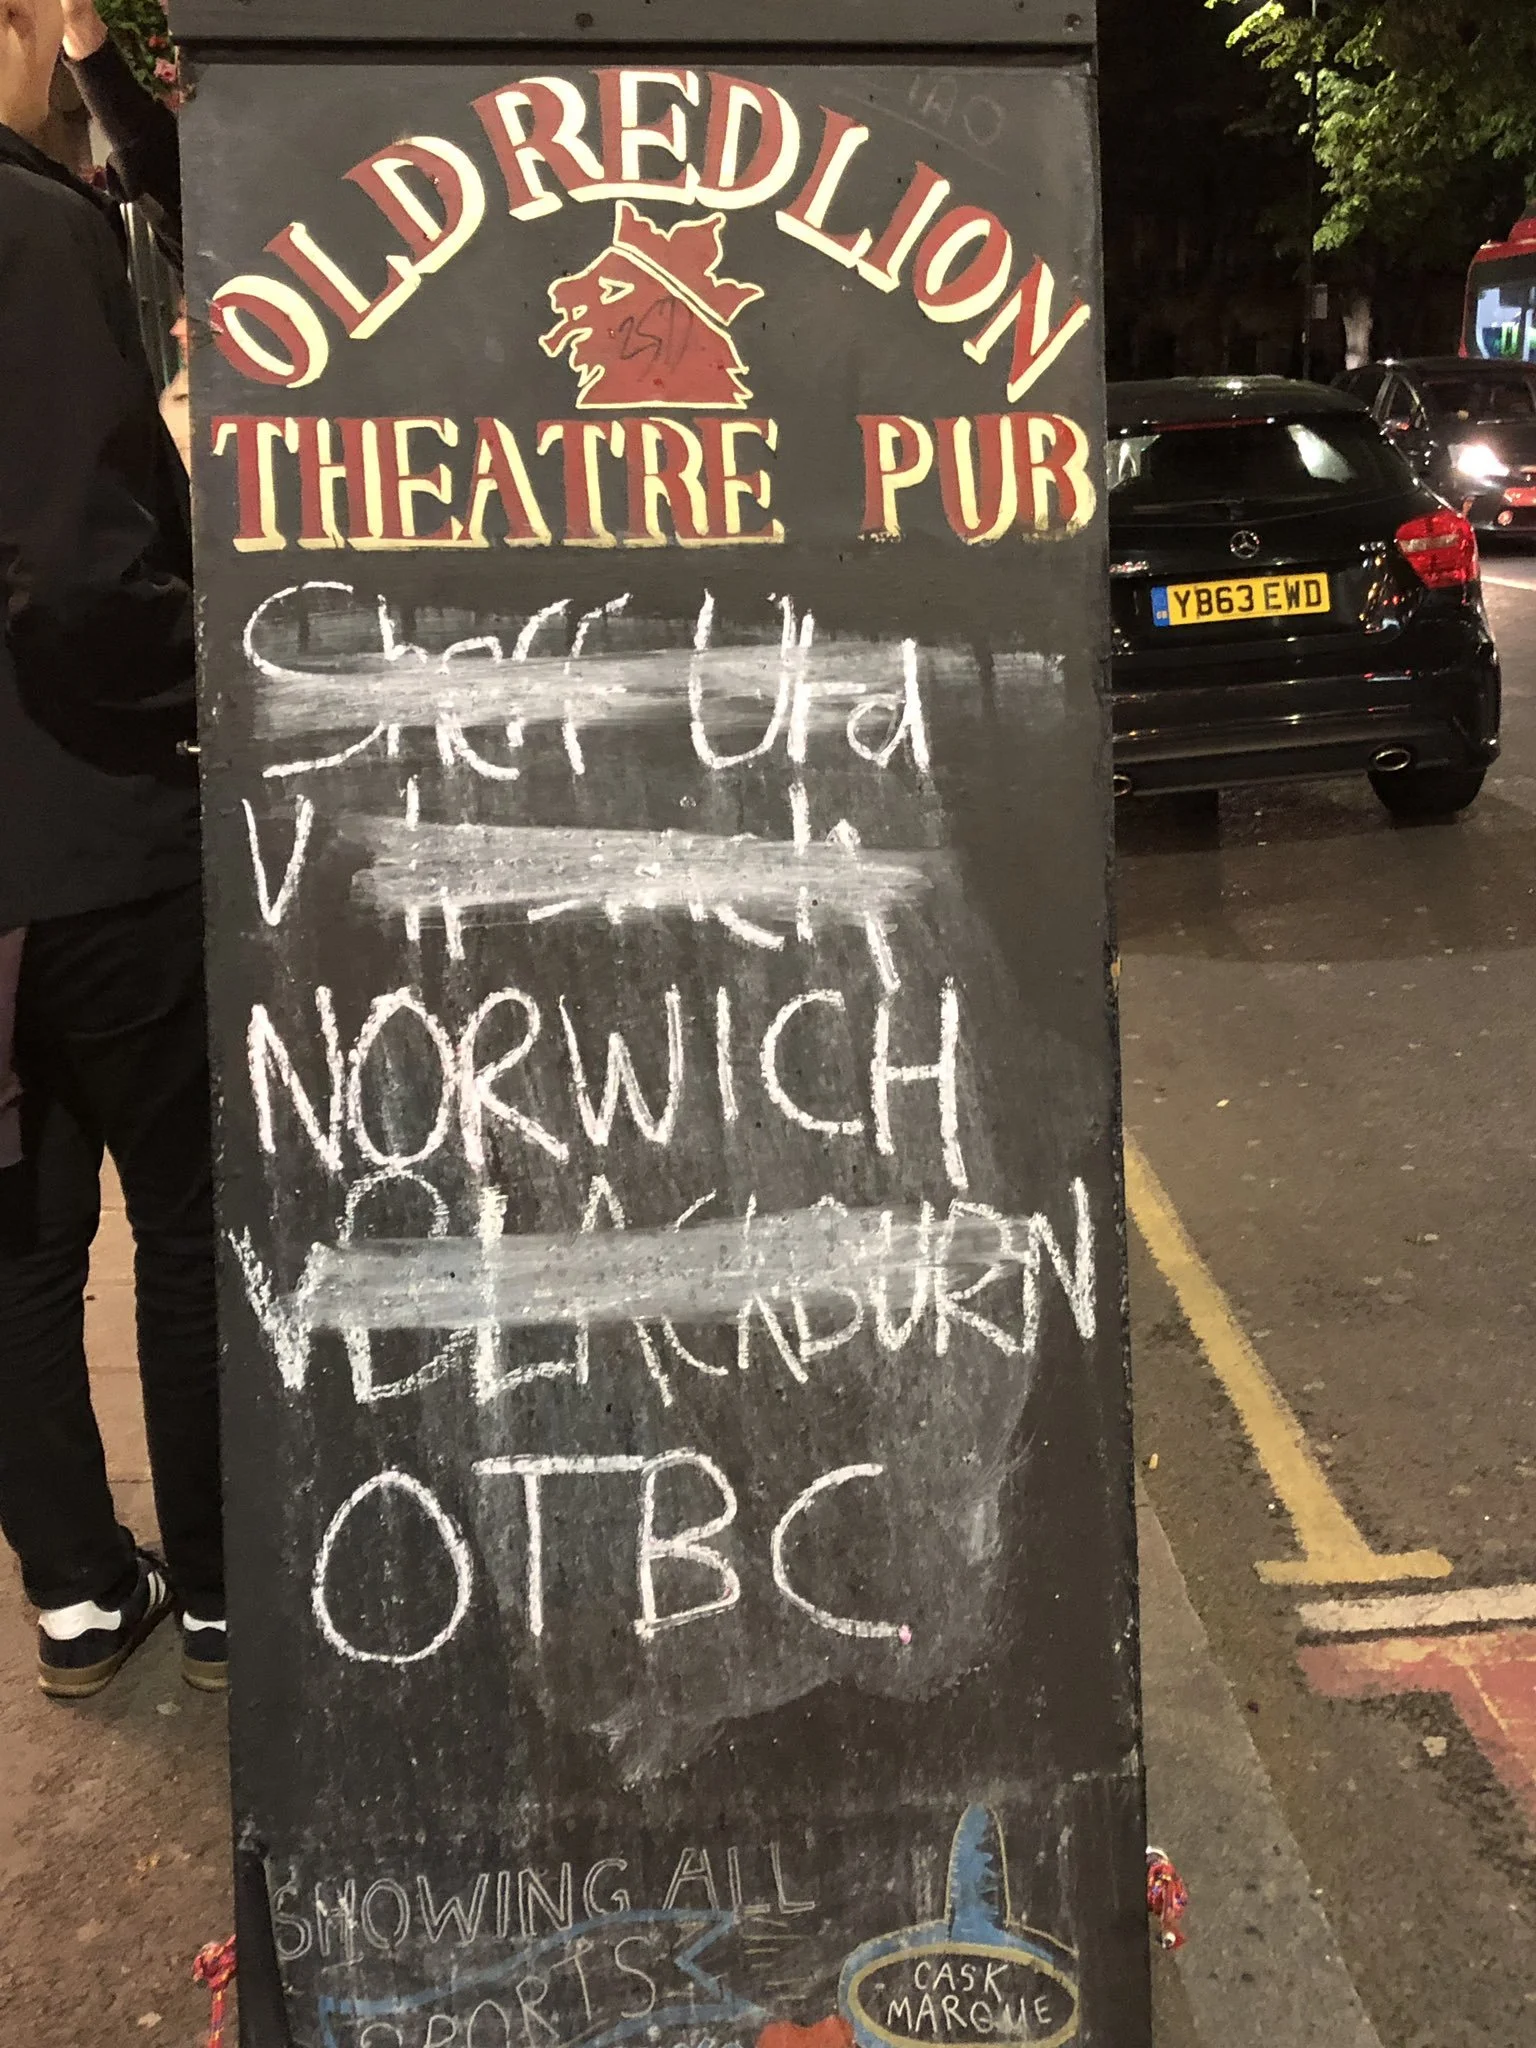 OLD RED LION
THEATRE PUB
Sheff Utd
V
NORWICH
V BLACKBURN
OTBC
SHOWING ALL
SPORTS
CASK
MARQUE
YB63 EWD